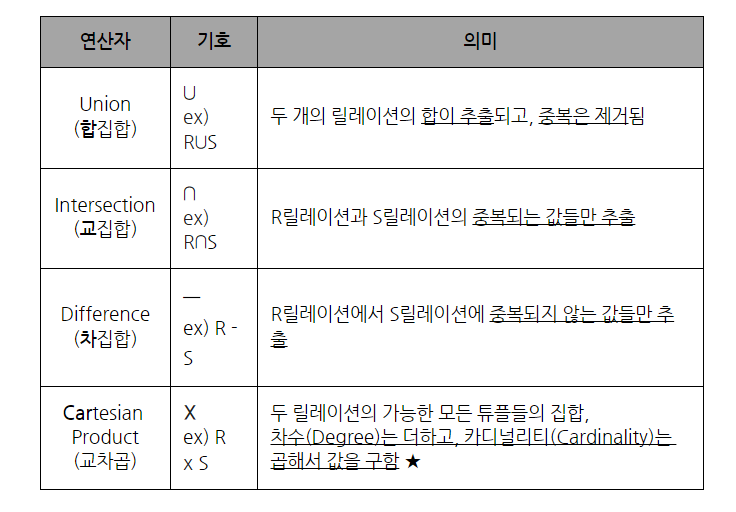 연산자 기호 의미
Union
(합집합)
∪
ex)
R∪S
두 개의 릴레이션의 합이 추출되고, 중복은 제거됨
Intersection
(교집합)
∩
ex)
R∩S
R릴레이션과 S릴레이션의 중복되는 값들만 추출
Difference
(차집합)
―
ex) R -
S
R릴레이션에서 S릴레이션에 중복되지 않는 값들만 추
출
Cartesian
Product
(교차곱)
X
ex) R
x S
두 릴레이션의 가능한 모든 튜플들의 집합,
차수(Degree)는 더하고, 카디널리티(Cardinality)는
곱해서 값을 구함 ★